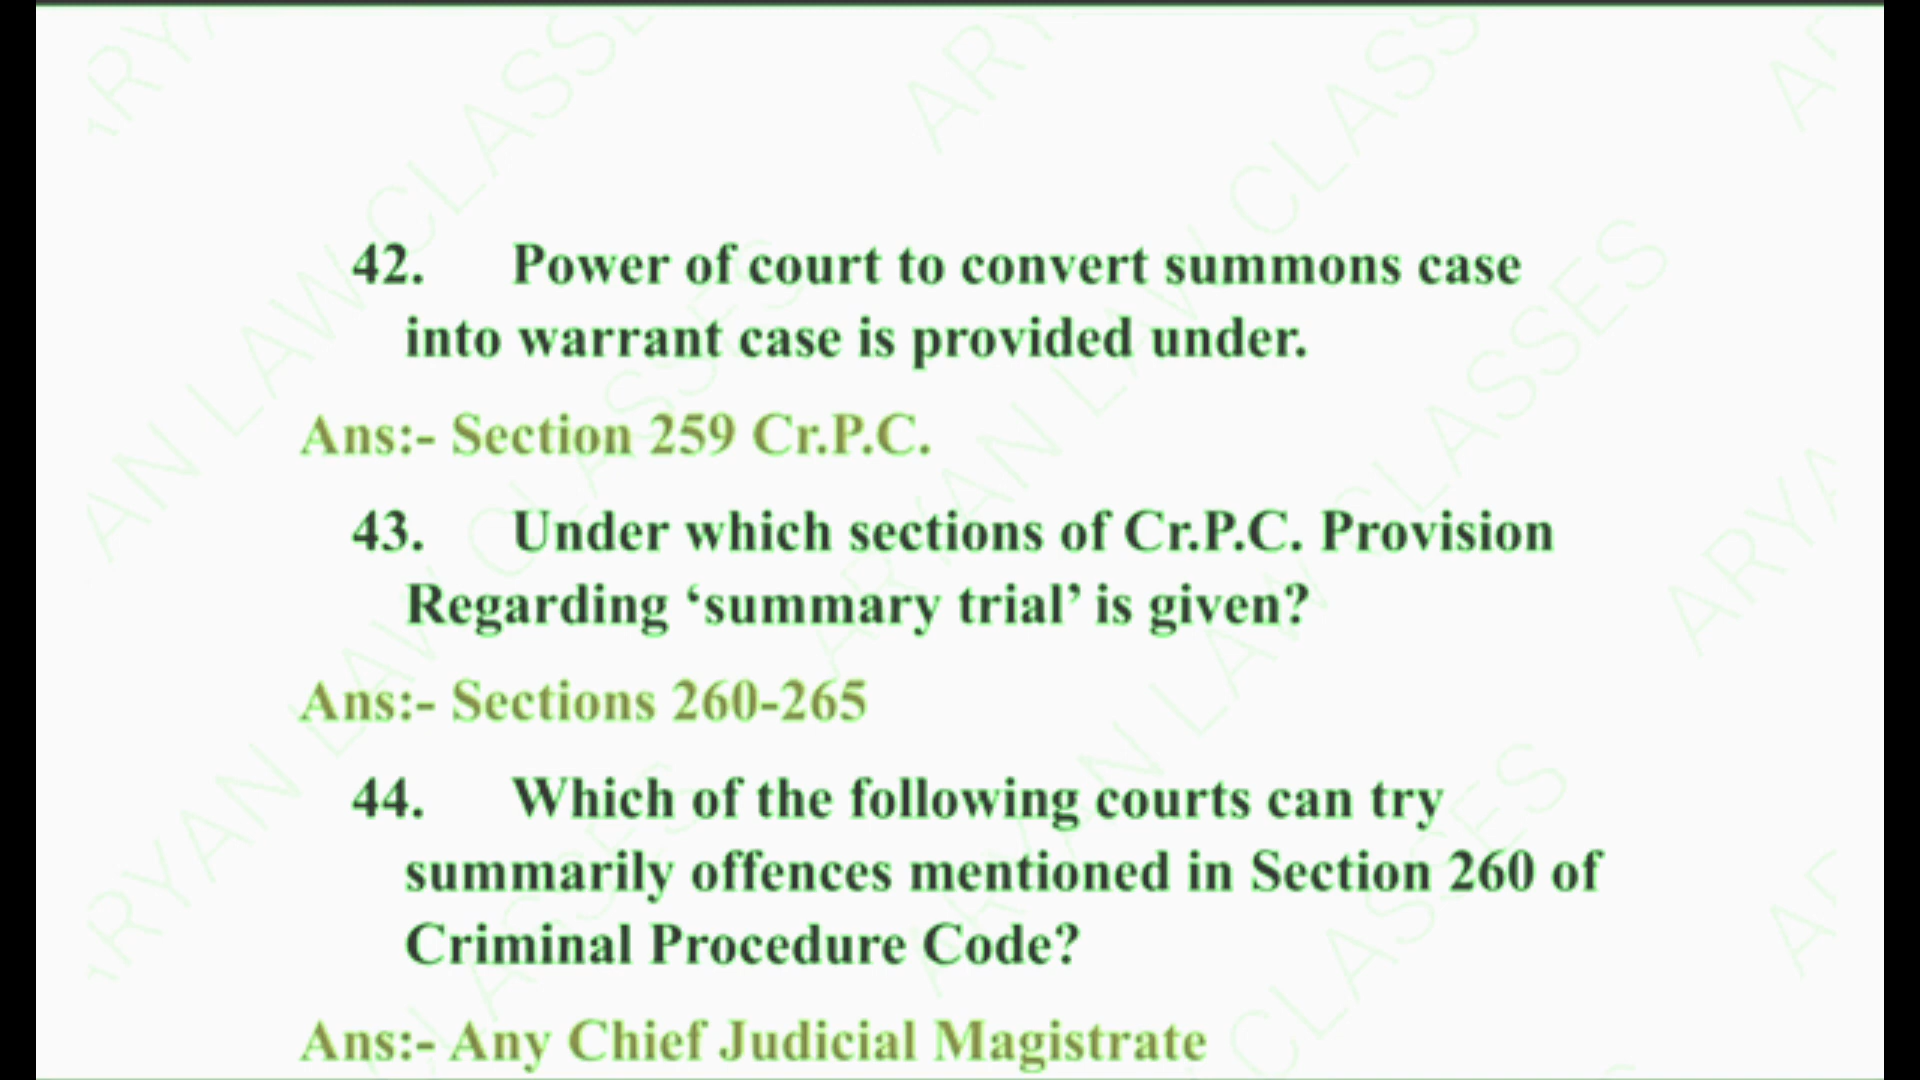 42. Power of court to convert summons case
into warrant case is provided under.
Ans:- Section 259 Cr.P.C.
43. Under which sections of Cr.P.C. Provision
Regarding ‘summary trial’ is given?
Ans:- Sections 260-265
44. Which of the following courts can try
summarily offences mentioned in Section 260 of
Criminal Procedure Code?
Ans:- Any Chief Judicial Magistrate
ARYAN LAW CLASSES